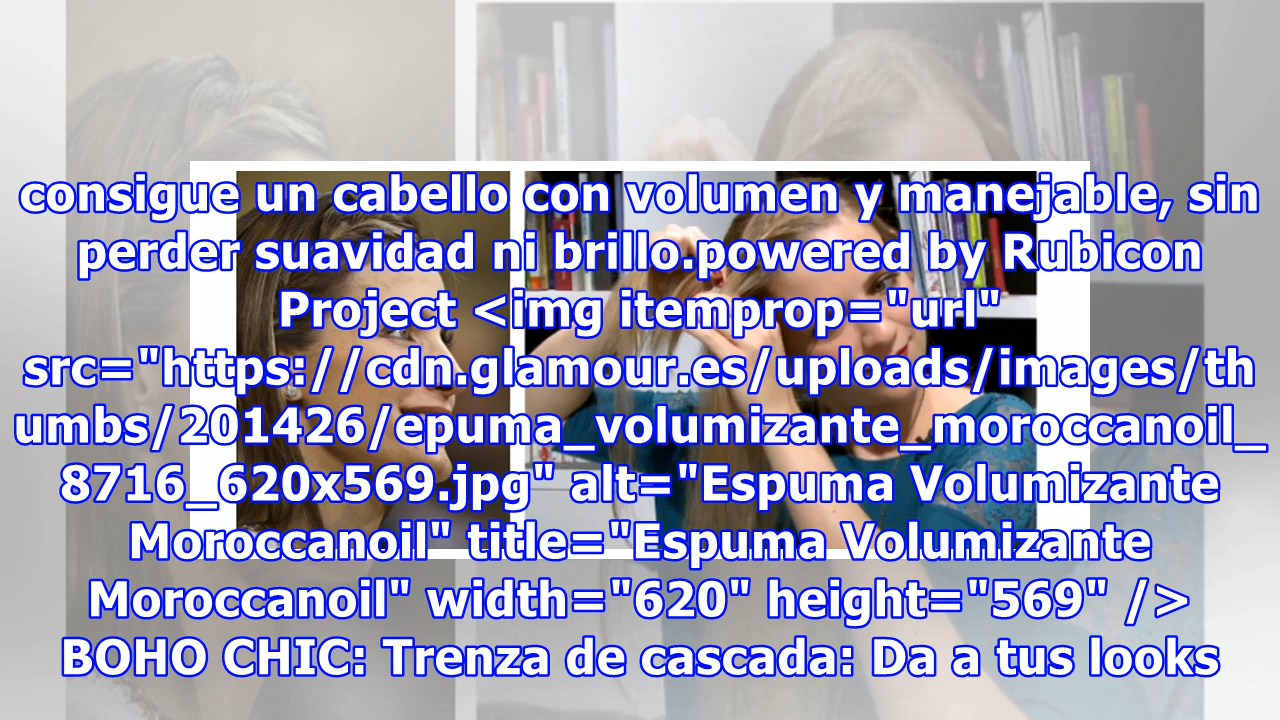 consigue un cabello con volumen y manejable, sin
perder suavidad ni brillo.powered by Rubicon
Project <img itemprop="url"
src="https://cdn.glamour.es/uploads/images/th
umbs/201426/epuma_volumizante_moroccanoil_
8716_620x569.jpg" alt="Espuma Volumizante
Moroccanoil" title="Espuma Volumizante
Moroccanoil" width="620" height="569" />
BOHO CHIC: Trenza de cascada: Da a tus looks